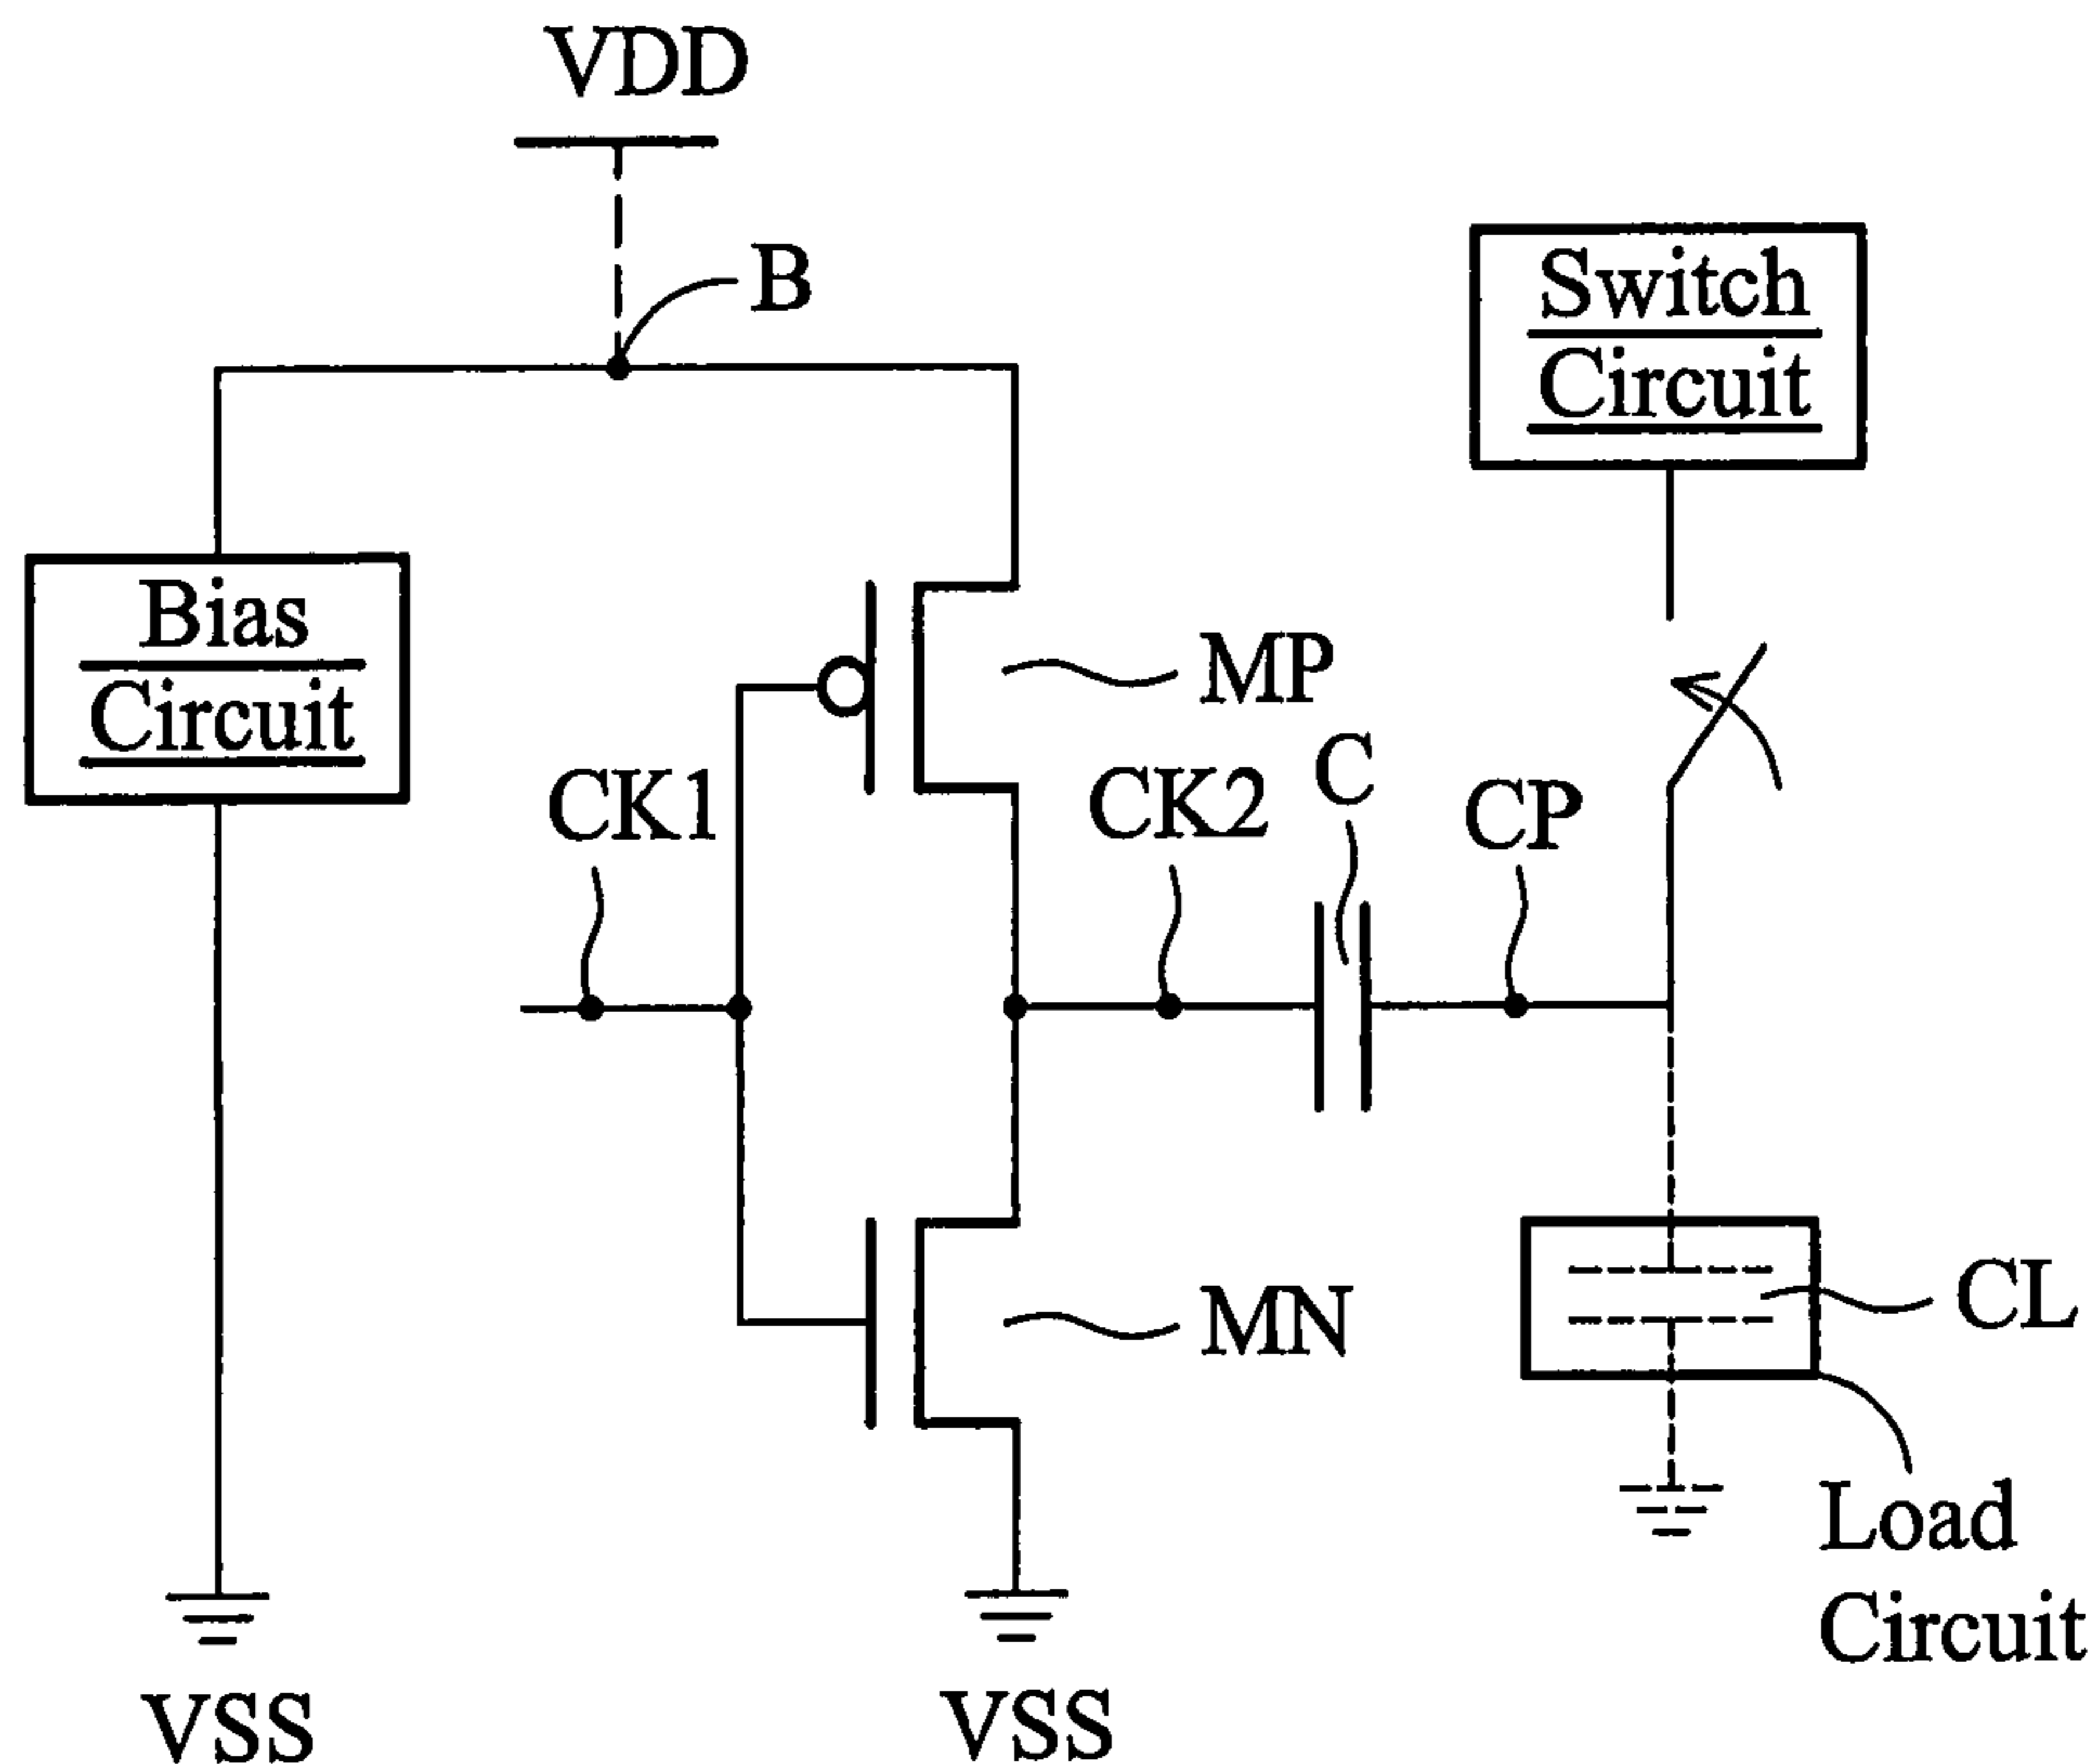 VDD
B
Switch
Circuit
Bias
Circuit
MP
C
CK1
CK2
CP
MN
CL
Load
Circuit
VSS
VSS